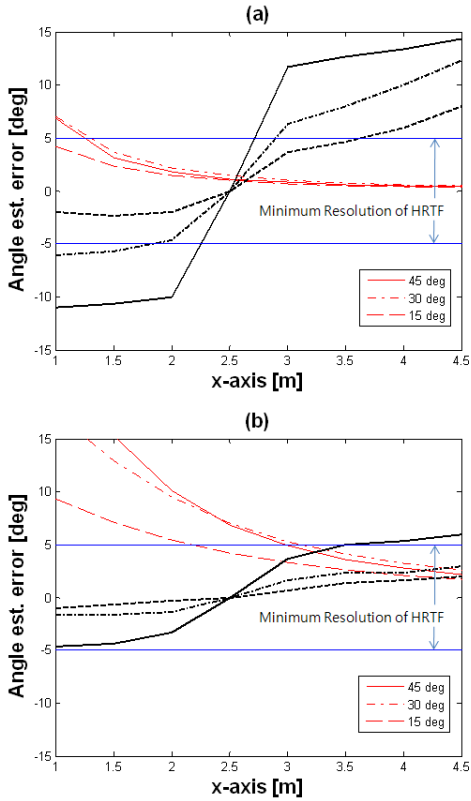 (a)
Angle est. error [deg]
15
10
5
0
-5
-10
-15
Minimum Resolution of HRTF
45 deg
30 deg
15 deg
1 1.5 2 2.5 3 3.5 4 4.5
x-axis [m]
(b)
Angle est. error [deg]
15
10
5
0
-5
-10
-15
Minimum Resolution of HRTF
45 deg
30 deg
15 deg
1 1.5 2 2.5 3 3.5 4 4.5
x-axis [m]